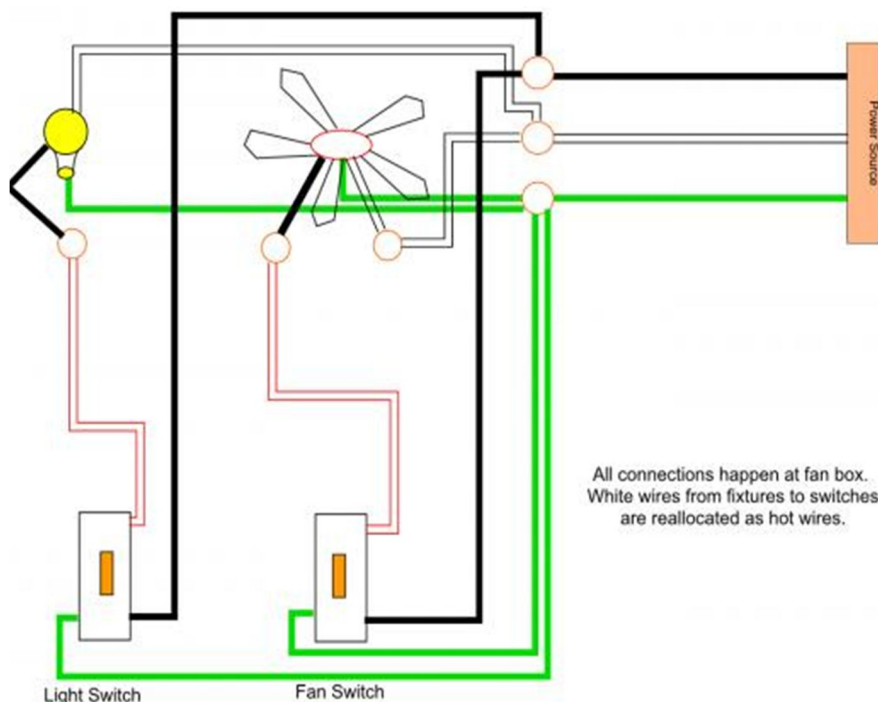 Power Source
All connections happen at fan box.
White wires from fixtures to switches
are reallocated as hot wires.
Light Switch
Fan Switch